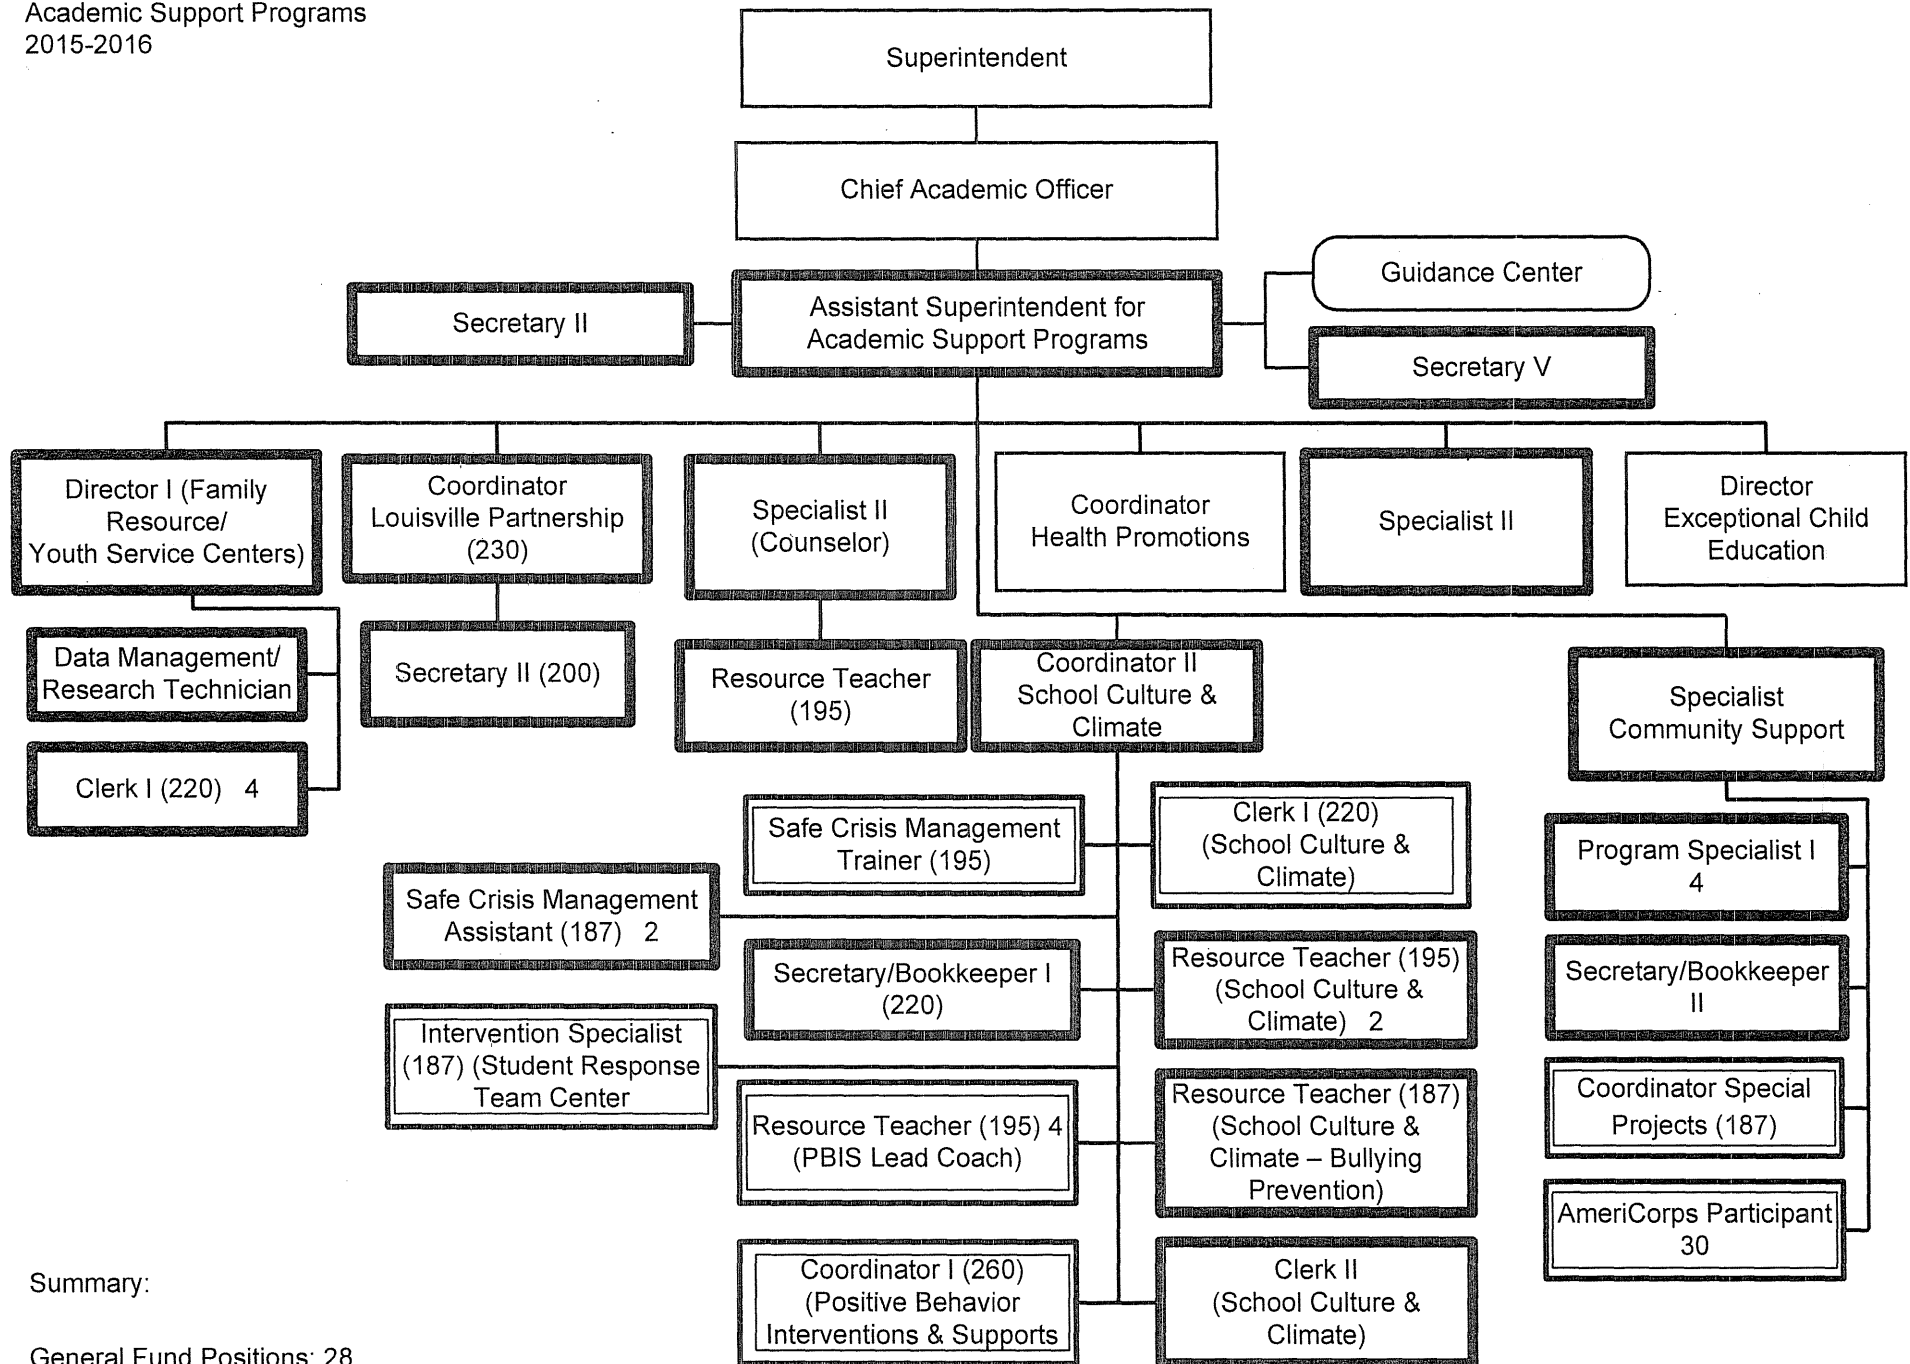 Academic Support Programs
2015-2016
Superintendent
Chief Academic Officer
Guidance Center
Secretary II
Assistant Superintendent for
Academic Support Programs
Secretary V
Director I (Family
Resource/
Youth Service Centers)
Coordinator
Louisville Partnership
(230)
Specialist II
(Counselor)
Coordinator
Health Promotions
Specialist II
Director
Exceptional Child
Education
Data Management/
Research Technician
Secretary II (200)
Resource Teacher
(195)
Coordinator II
School Culture &
Climate
Specialist
Community Support
Clerk I (220) 4
Safe Crisis Management
Trainer (195)
Clerk I (220)
(School Culture &
Climate)
Program Specialist I
4
Safe Crisis Management
Assistant (187) 2
Secretary/Bookkeeper I
(220)
Resource Teacher (195)
(School Culture &
Climate) 2
Secretary/Bookkeeper
II
Intervention Specialist
(187) (Student Response
Team Center
Resource Teacher (195) 4
(PBIS Lead Coach)
Resource Teacher (187)
(School Culture &
Climate – Bullying
Prevention)
Coordinator Special
Projects (187)
AmeriCorps Participant
30
Coordinator I (260)
(Positive Behavior
Interventions & Supports
Clerk II
(School Culture &
Climate)
Summary:
General Fund Positions: 28